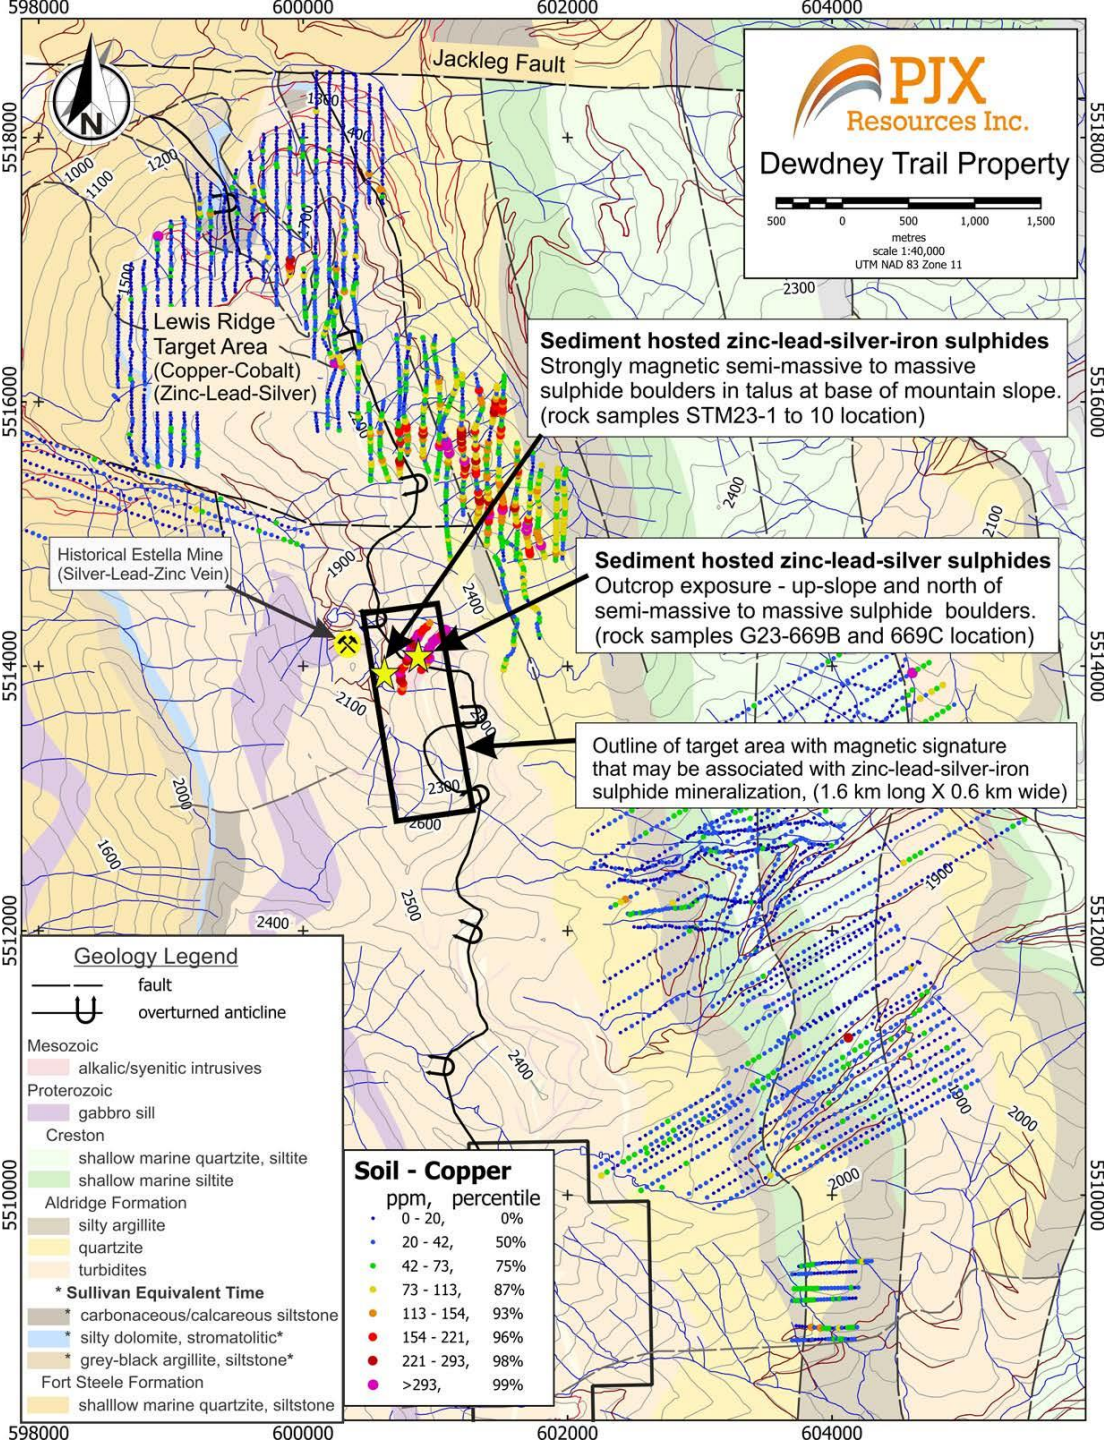 598000
600000
602000
604000
Jackleg Fault
PJX
Resources Inc.
Dewdney Trail Property
500 0 500 1,000 1,500
metres
scale 1:40,000
UTM NAD 83 Zone 11
N
5518000
5518000
1000
1100
1200
1300
1500
2300
Lewis Ridge
Target Area
(Copper-Cobalt)
(Zinc-Lead-Silver)
Sediment hosted zinc-lead-silver-iron sulphides
Strongly magnetic semi-massive to massive
sulphide boulders in talus at base of mountain slope.
(rock samples STM23-1 to 10 location)
5516000
5516000
2400
2100
Historical Estella Mine
(Silver-Lead-Zinc Vein)
1900
2400
Sediment hosted zinc-lead-silver sulphides
Outcrop exposure - up-slope and north of
semi-massive to massive sulphide boulders.
(rock samples G23-669B and 669C location)
5514000
5514000
2100
Outline of target area with magnetic signature
that may be associated with zinc-lead-silver-iron
sulphide mineralization, (1.6 km long X 0.6 km wide)
2000
2300
2600
1600
2500
2400
1900
5512000
5512000
Geology Legend
fault
overturned anticline
Mesozoic
alkalic/syenitic intrusives
Proterozoic
gabbro sill
Creston
shallow marine quartzite, siltite
shallow marine siltite
Aldridge Formation
silty argillite
quartzite
turbidites
* Sullivan Equivalent Time
* carbonaceous/calcareous siltstone
* silty dolomite, stromatolitic*
* grey-black argillite, siltstone*
Fort Steele Formation
shalllow marine quartzite, siltstone
2400
1900
2000
2000
5510000
5510000
Soil - Copper
ppm, percentile
0 - 20, 0%
20 - 42, 50%
42 - 73, 75%
73 - 113, 87%
113 - 154, 93%
154 - 221, 96%
221 - 293, 98%
>293, 99%
598000
600000
602000
604000